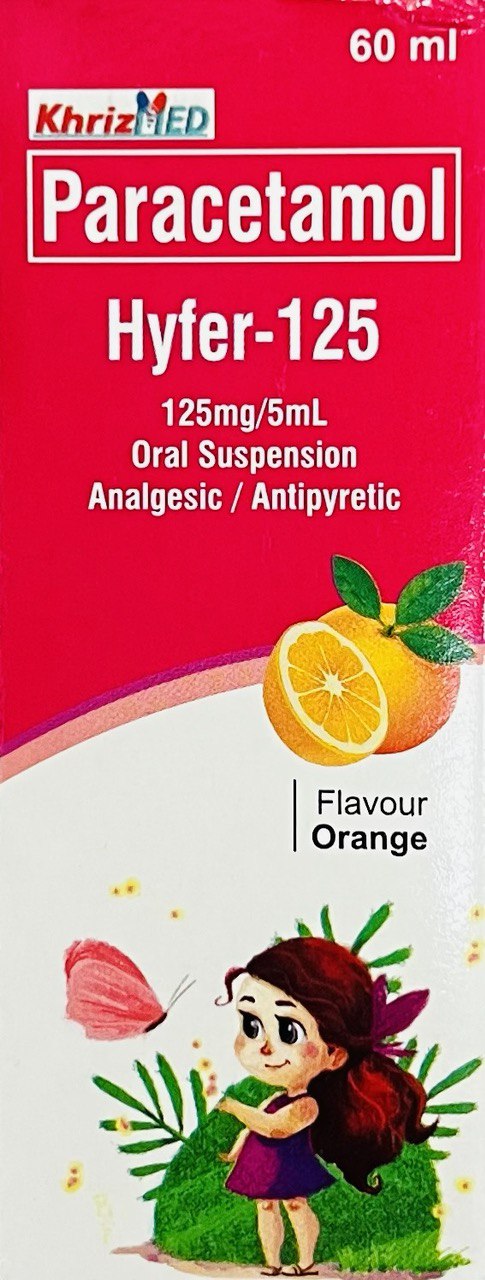 60 ml
KhrizMED
Paracetamol
Hyfer-125
125mg/5mL
Oral Suspension
Analgesic / Antipyretic
Flavour
Orange